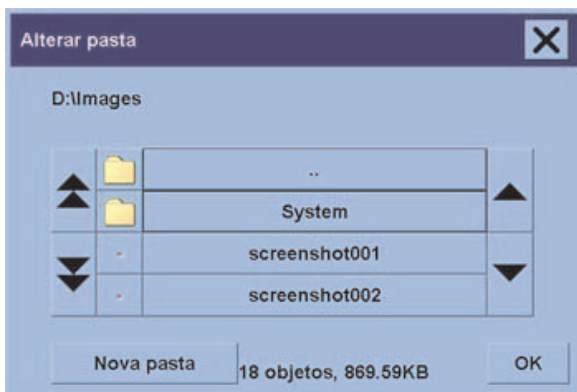 Alterar pasta
D:\Images
..
System
screenshot001
screenshot002
Nova pasta
18 objetos, 869.59KB
OK